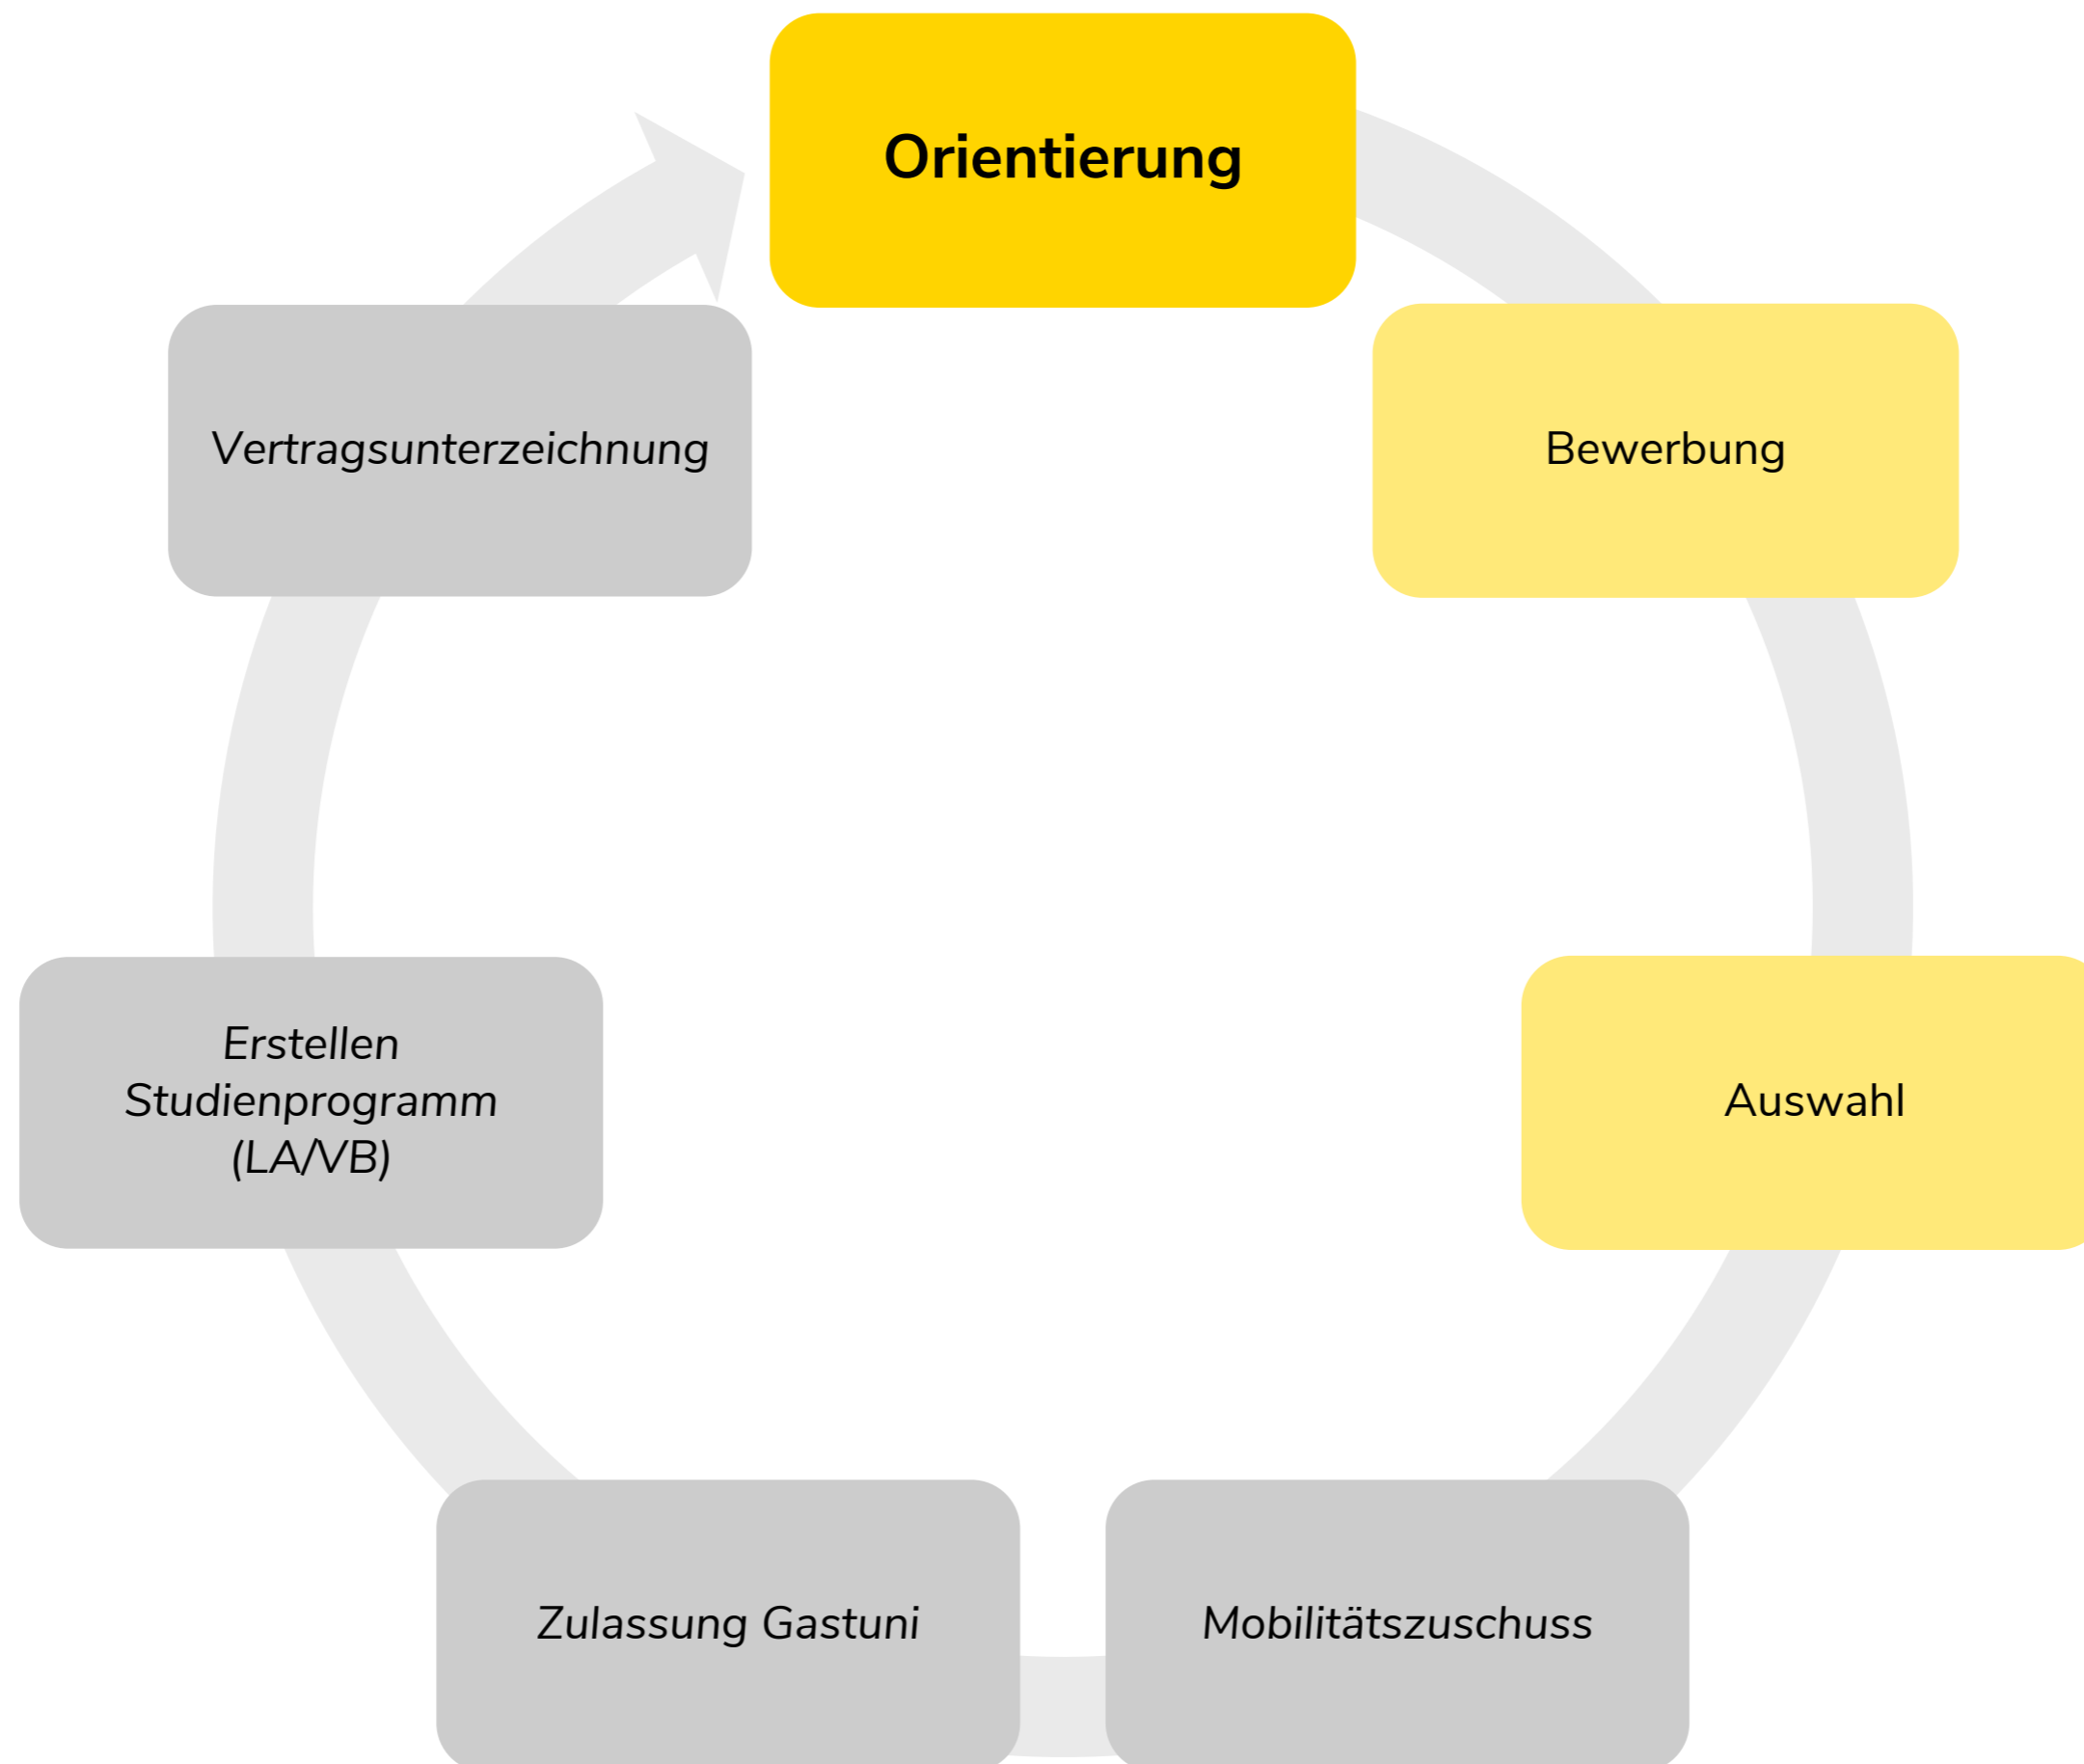 Orientierung
Bewerbung
Auswahl
Mobilitätszuschuss
Zulassung Gastuni
Erstellen
Studienprogramm
(LA/VB)
Vertragsunterzeichnung